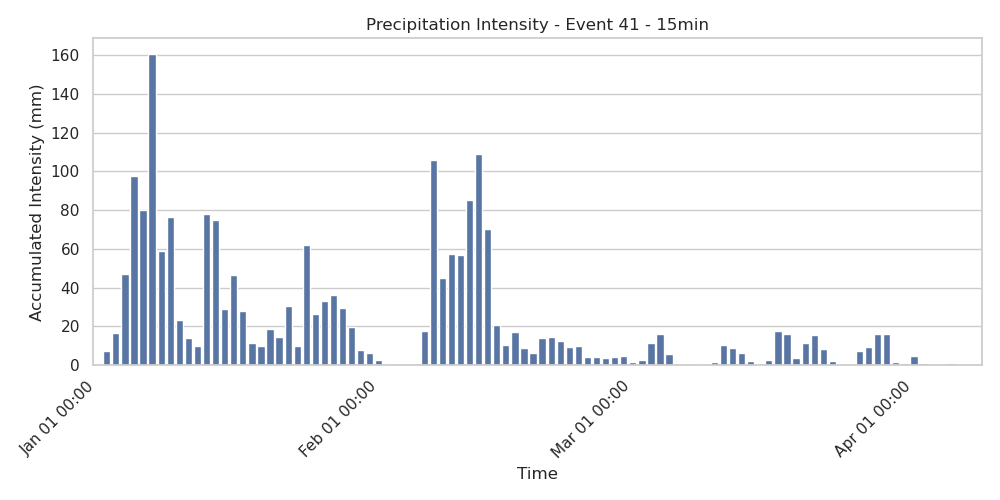 Precipitation Intensity - Event 41 - 15min
Accumulated Intensity (mm)
160
140
120
100
80
60
40
20
0
Jan 01 00:00
Feb 01 00:00
Mar 01 00:00
Apr 01 00:00
Time